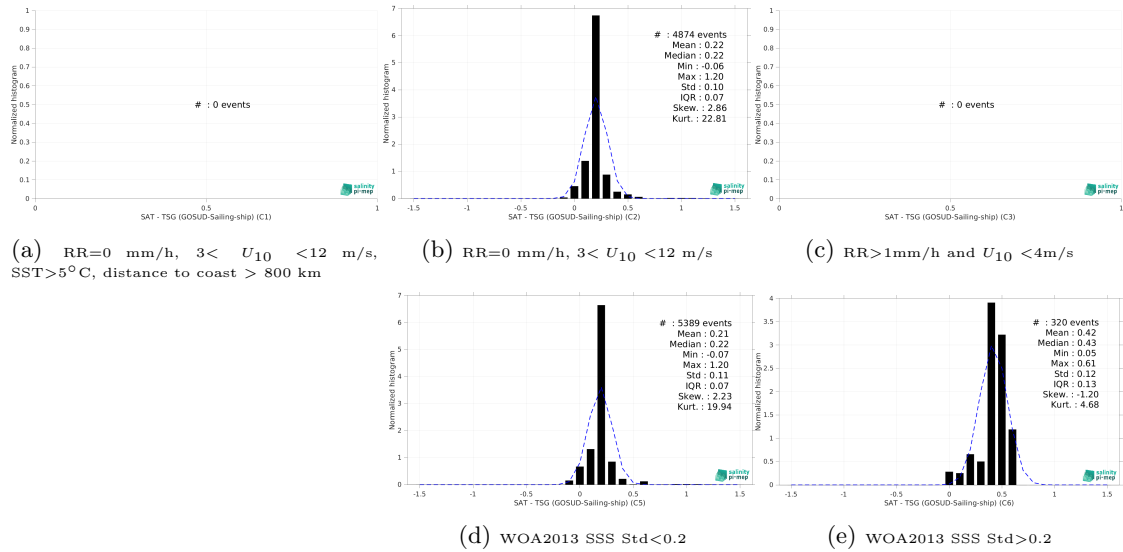 1
0.9
0.8
0.7
0.6
0.5
0.4
0.3
0.2
0.1
0
Normalized histogram
# : 0 events
salinity
pi-mep
0 0.5 1
SAT - TSG (GOSUD-Sailing-ship) (C1)
(a) RR=0 mm/h, 3< U10 <12 m/s,
SST>5°C, distance to coast > 800 km
7
6
5
4
3
2
1
0
Normalized histogram
# : 4874 events
Mean : 0.22
Median : 0.22
Min : -0.06
Max : 1.20
Std : 0.10
IQR : 0.07
Skew. : 2.86
Kurt. : 22.81
salinity
pi-mep
-1.5 -1 -0.5 0 0.5 1 1.5
SAT - TSG (GOSUD-Sailing-ship) (C2)
(b) RR=0 mm/h, 3< U10 <12 m/s
1
0.9
0.8
0.7
0.6
0.5
0.4
0.3
0.2
0.1
0
Normalized histogram
# : 0 events
salinity
pi-mep
0 0.5 1
SAT - TSG (GOSUD-Sailing-ship) (C3)
(c) RR>1mm/h and U10 <4m/s
7
6
5
4
3
2
1
0
Normalized histogram
# : 5389 events
Mean : 0.21
Median : 0.22
Min : -0.07
Max : 1.20
Std : 0.11
IQR : 0.07
Skew. : 2.23
Kurt. : 19.94
salinity
pi-mep
-1.5 -1 -0.5 0 0.5 1 1.5
SAT - TSG (GOSUD-Sailing-ship) (C5)
(d) WOA2013 SSS Std<0.2
4
3.5
3
2.5
2
1.5
1
0.5
0
Normalized histogram
# : 320 events
Mean : 0.42
Median : 0.43
Min : 0.05
Max : 0.61
Std : 0.12
IQR : 0.13
Skew. : -1.20
Kurt. : 4.68
salinity
pi-mep
-1.5 -1 -0.5 0 0.5 1 1.5
SAT - TSG (GOSUD-Sailing-ship) (C6)
(e) WOA2013 SSS Std>0.2